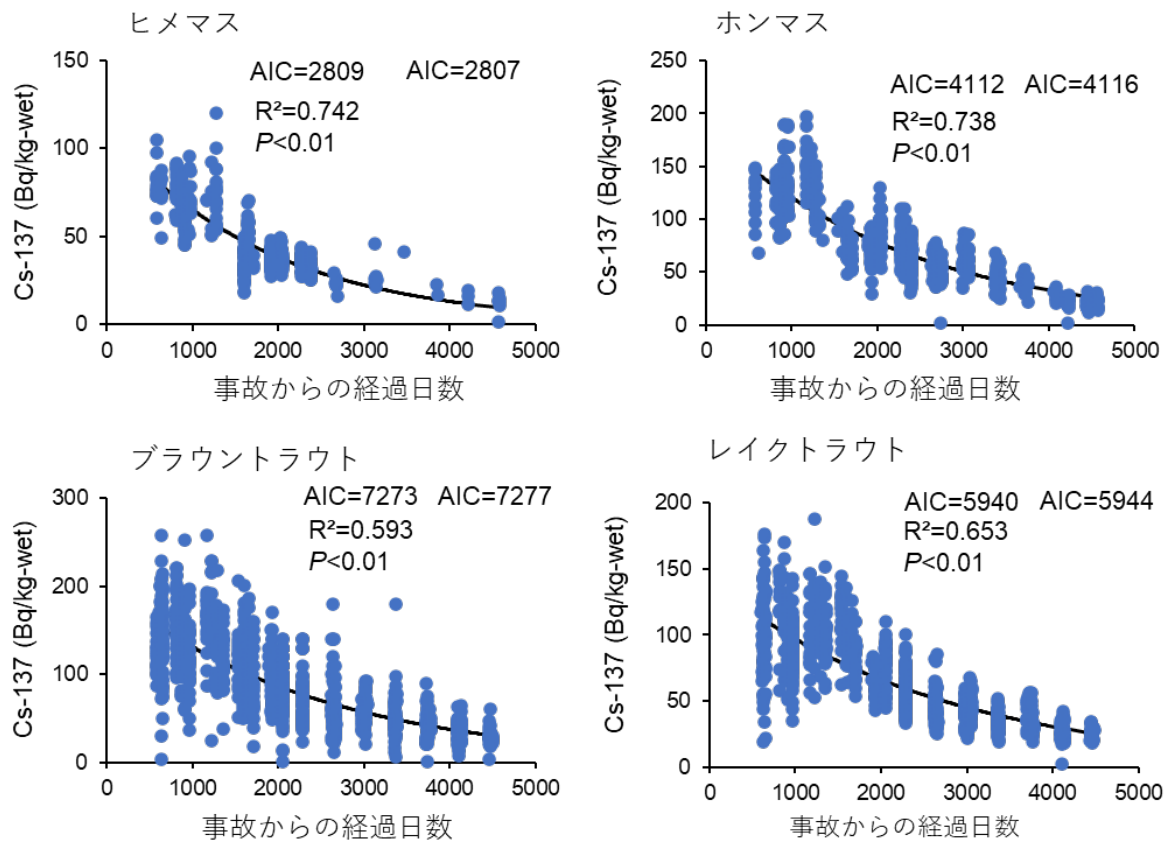 ヒメマス
AIC=2809 AIC=2807
R²=0.742
P<0.01
Cs-137 (Bq/kg-wet)
150
100
50
0
0 1000 2000 3000 4000 5000
事故からの経過日数
ホンマス
AIC=4112 AIC=4116
R²=0.738
P<0.01
Cs-137 (Bq/kg-wet)
250
200
150
100
50
0
0 1000 2000 3000 4000 5000
事故からの経過日数
ブラウントラウト
AIC=7273 AIC=7277
R²=0.593
P<0.01
Cs-137 (Bq/kg-wet)
300
200
100
0
0 1000 2000 3000 4000 5000
事故からの経過日数
レイクトラウト
AIC=5940 AIC=5944
R²=0.653
P<0.01
Cs-137 (Bq/kg-wet)
200
150
100
50
0
0 1000 2000 3000 4000 5000
事故からの経過日数